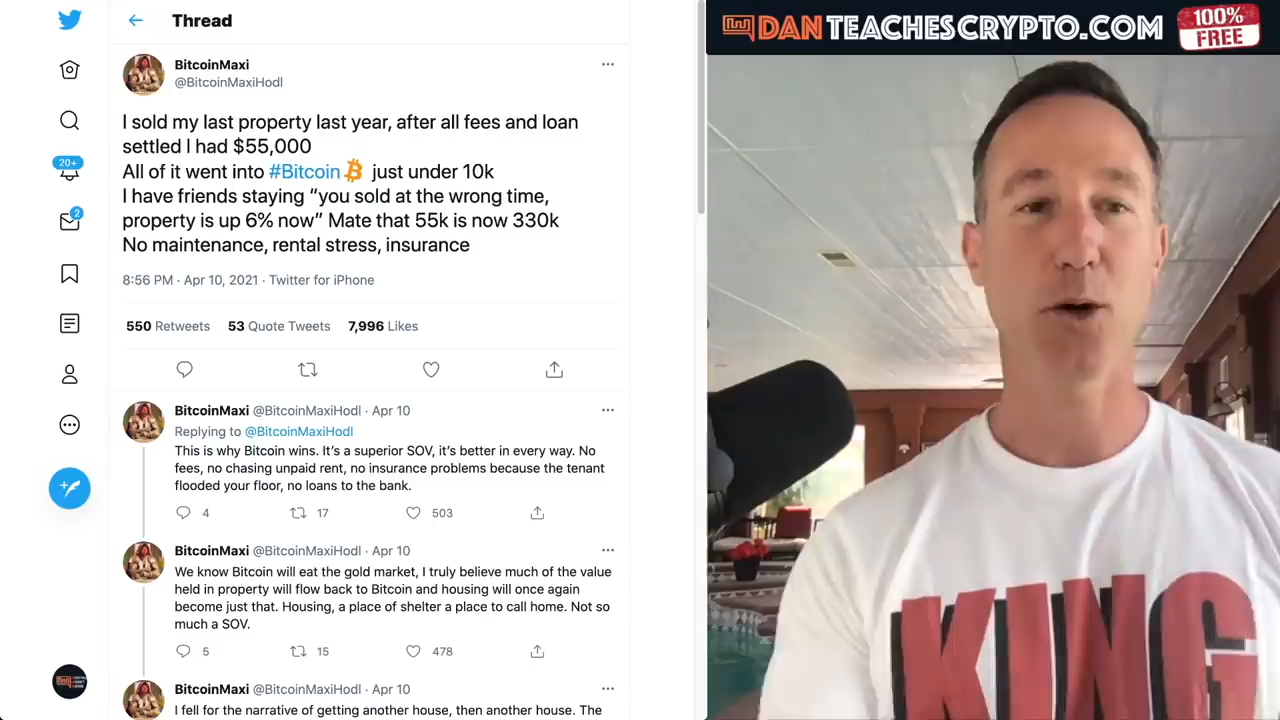 Thread
BitcoinMaxi
@BitcoinMaxiHodl
I sold my last property last year, after all fees and loan
settled I had $55,000
All of it went into #Bitcoin just under 10k
I have friends staying “you sold at the wrong time,
property is up 6% now” Mate that 55k is now 330k
No maintenance, rental stress, insurance
8:56 PM · Apr 10, 2021 · Twitter for iPhone
550 Retweets 53 Quote Tweets 7,996 Likes
BitcoinMaxi @BitcoinMaxiHodl · Apr 10
Replying to @BitcoinMaxiHodl
This is why Bitcoin wins. It’s a superior SOV, it’s better in every way. No
fees, no chasing unpaid rent, no insurance problems because the tenant
flooded your floor, no loans to the bank.
4 17 503
BitcoinMaxi @BitcoinMaxiHodl · Apr 10
We know Bitcoin will eat the gold market, I truly believe much of the value
held in property will flow back to Bitcoin and housing will once again
become just that. Housing, a place of shelter a place to call home. Not so
much a SOV.
5 15 478
BitcoinMaxi @BitcoinMaxiHodl · Apr 10
I fell for the narrative of getting another house, then another house. The
20+
2
DANTEACHESCRYPTO.COM
100%
FREE
KING